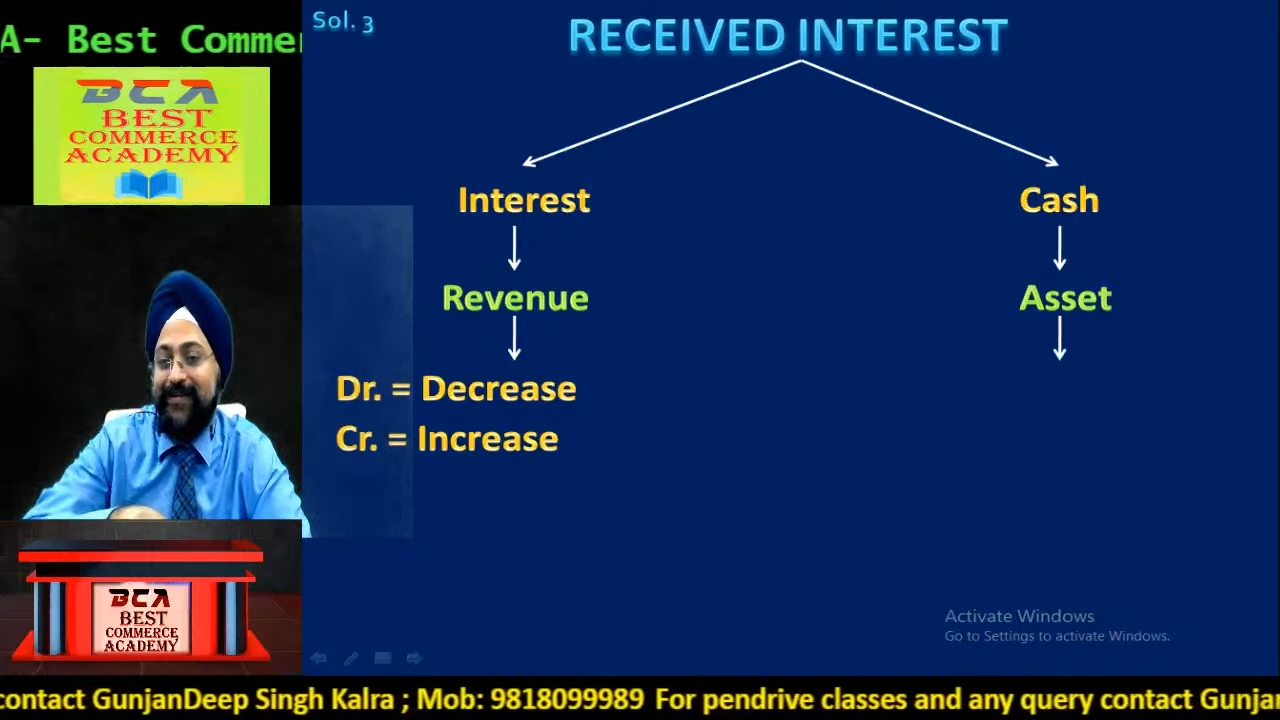 A- Best Comme
BCA
BEST
COMMERCE
ACADEMY
Sol. 3
RECEIVED INTEREST
Interest
Cash
Revenue
Asset
Dr. = Decrease
Cr. = Increase
BCA
BEST
COMMERCE
ACADEMY
Activate Windows
Go to Settings to activate Windows.
contact GunjanDeep Singh Kalra ; Mob: 9818099989 For pendrive classes and any query contact Gunjan